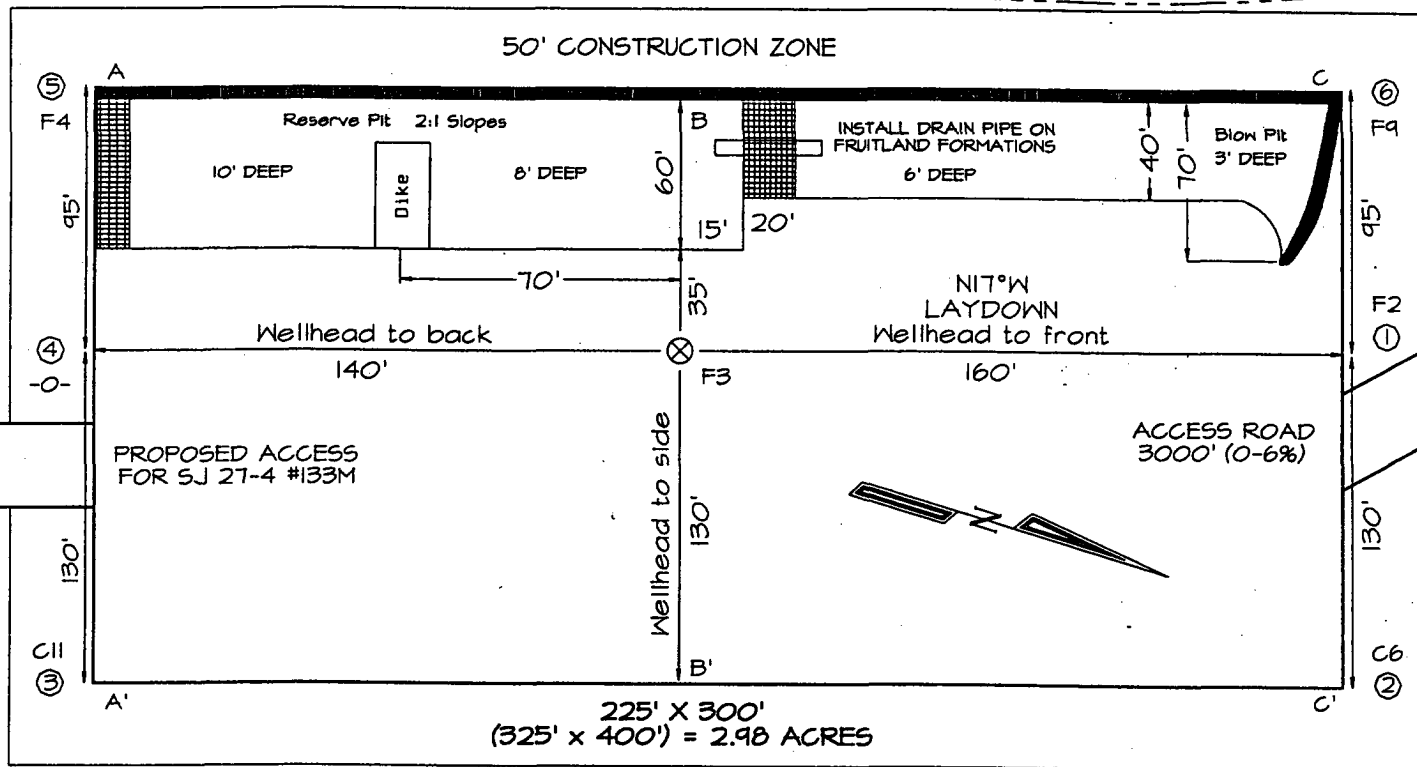 50' CONSTRUCTION ZONE
A
C
5
6
F4
F9
Reserve Pit 2:1 Slopes
B
INSTALL DRAIN PIPE ON
FRUITLAND FORMATIONS
Blow Pit
3' DEEP
10' DEEP
8' DEEP
6' DEEP
Dike
60'
40'
70'
95'
95'
15'
20'
70'
35'
N17°W
LAYDOWN
F2
Wellhead to back
Wellhead to front
4
1
-0-
140'
F3
160'
PROPOSED ACCESS
FOR SJ 27-4 #133M
Wellhead to side
ACCESS ROAD
3000' (0-6%)
N
130'
130'
130'
C11
C6
3
2
A'
B'
C'
225' X 300'
(325' x 400') = 2.98 ACRES